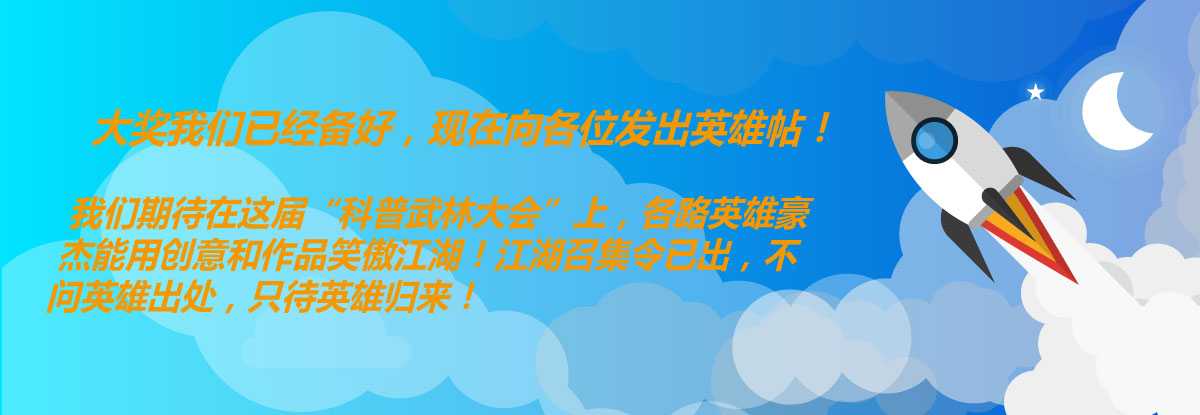 大奖我们已经备好，现在向各位发出英雄帖！
我们期待在这届“科普武林大会”上，各路英雄豪
杰能用创意和作品笑傲江湖！江湖召集令已出，不
问英雄出处，只待英雄归来！